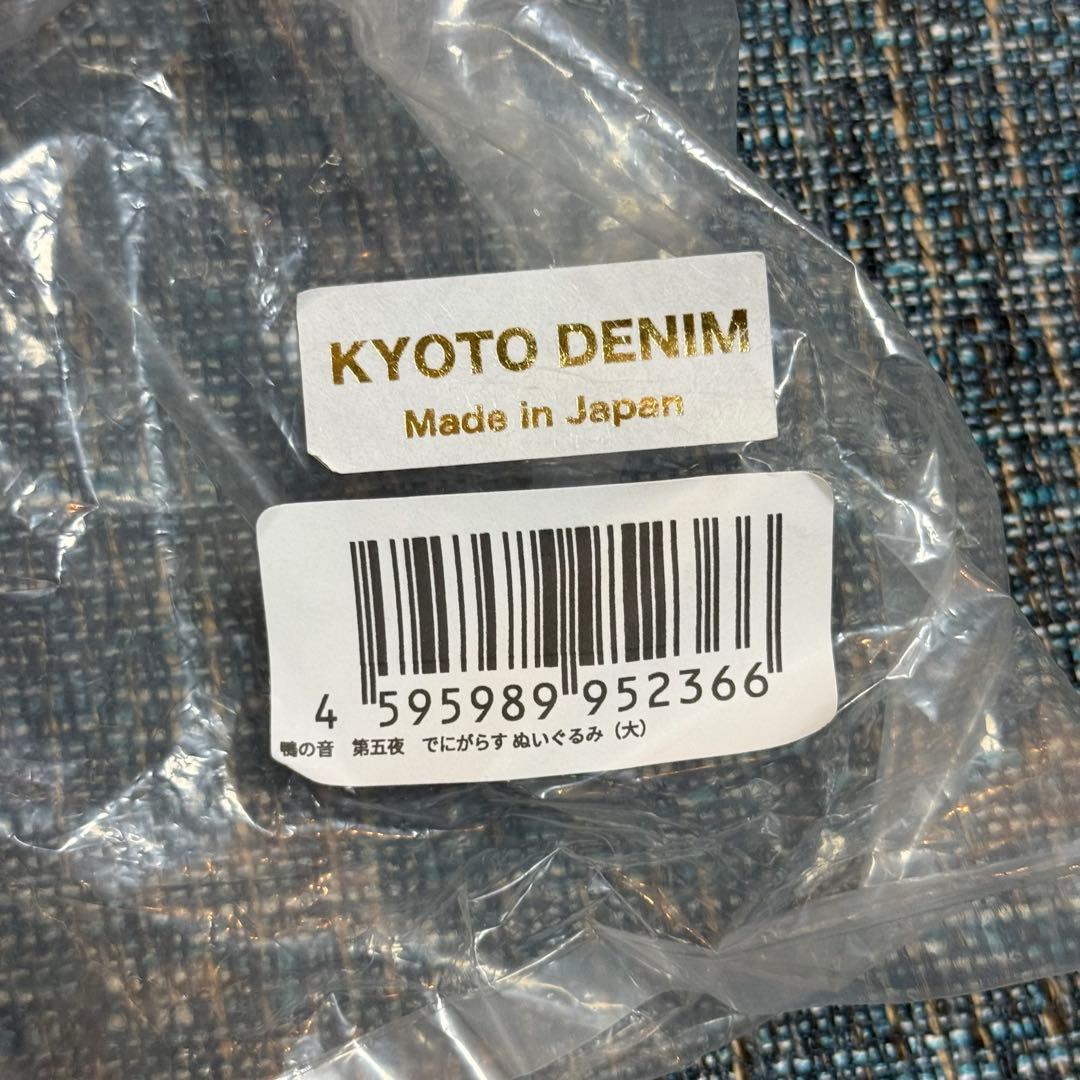 KYOTO DENIM
Made in Japan
4 595989 952366
鴨の音 第五夜 でにがらす ぬいぐるみ（大）